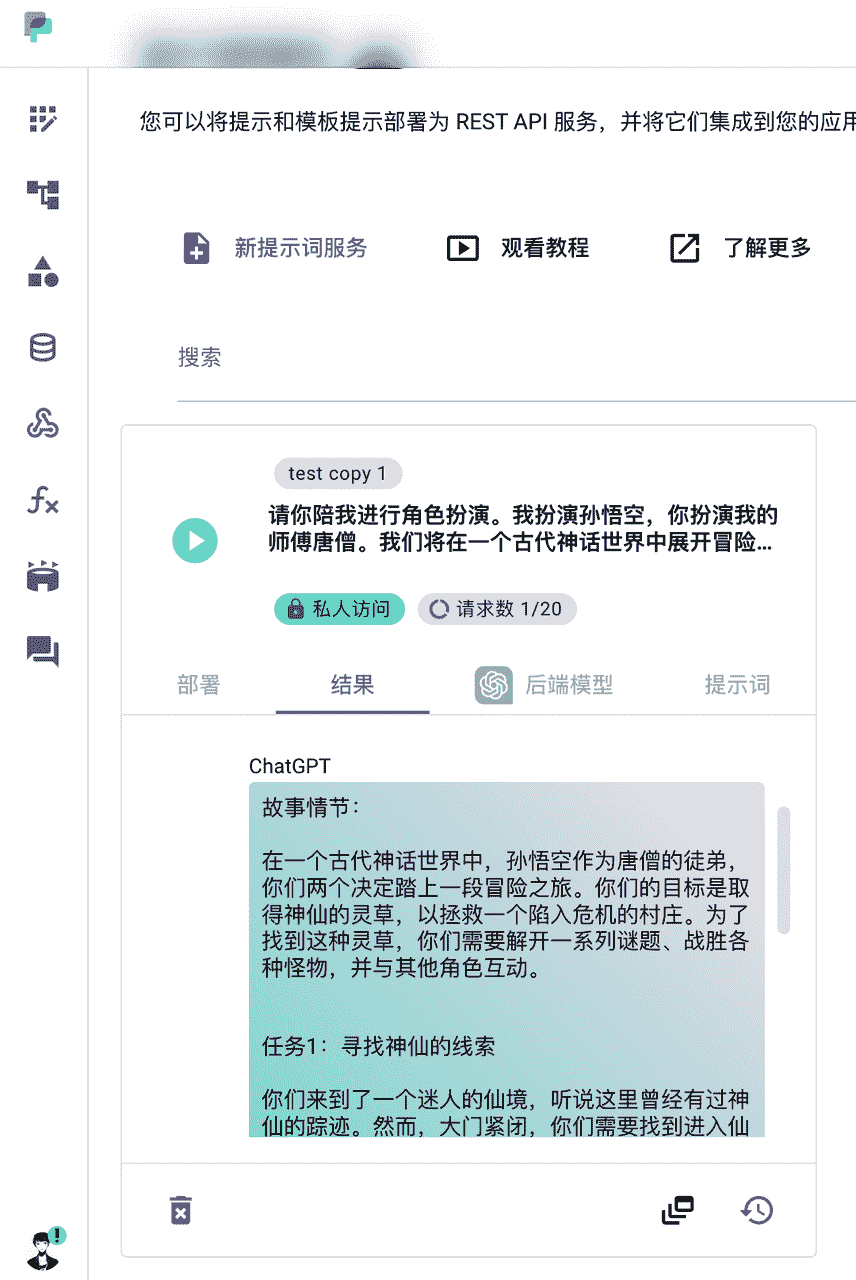 您可以将提示和模板提示部署为 REST API 服务，并将它们集成到您的应用
新提示词服务
观看教程
了解更多
搜索
test copy 1
请你陪我进行角色扮演。我扮演孙悟空，你扮演我的
师傅唐僧。我们将在一个古代神话世界中展开冒险...
私人访问
请求数 1/20
部署
结果
后端模型
提示词
ChatGPT
故事情节：
在一个古代神话世界中，孙悟空作为唐僧的徒弟，
你们两个决定踏上一段冒险之旅。你们的目标是取
得神仙的灵草，以拯救一个陷入危机的村庄。为了
找到这种灵草，你们需要解开一系列谜题、战胜各
种怪物，并与其他角色互动。
任务1：寻找神仙的线索
你们来到了一个迷人的仙境，听说这里曾经有过神
仙的踪迹。然而，大门紧闭，你们需要找到进入仙